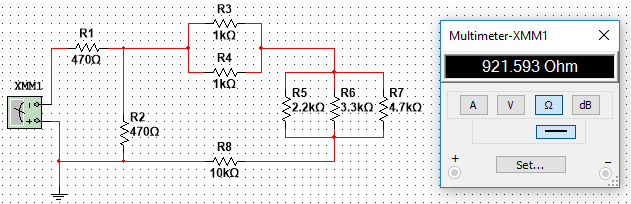 R3
1kΩ
R1
470Ω
R4
1kΩ
XMM1
R2
470Ω
R5
2.2kΩ
R6
3.3kΩ
R7
4.7kΩ
R8
10kΩ
Multimeter-XMM1
921.593 Ohm
A V Ω dB
+ Set... −